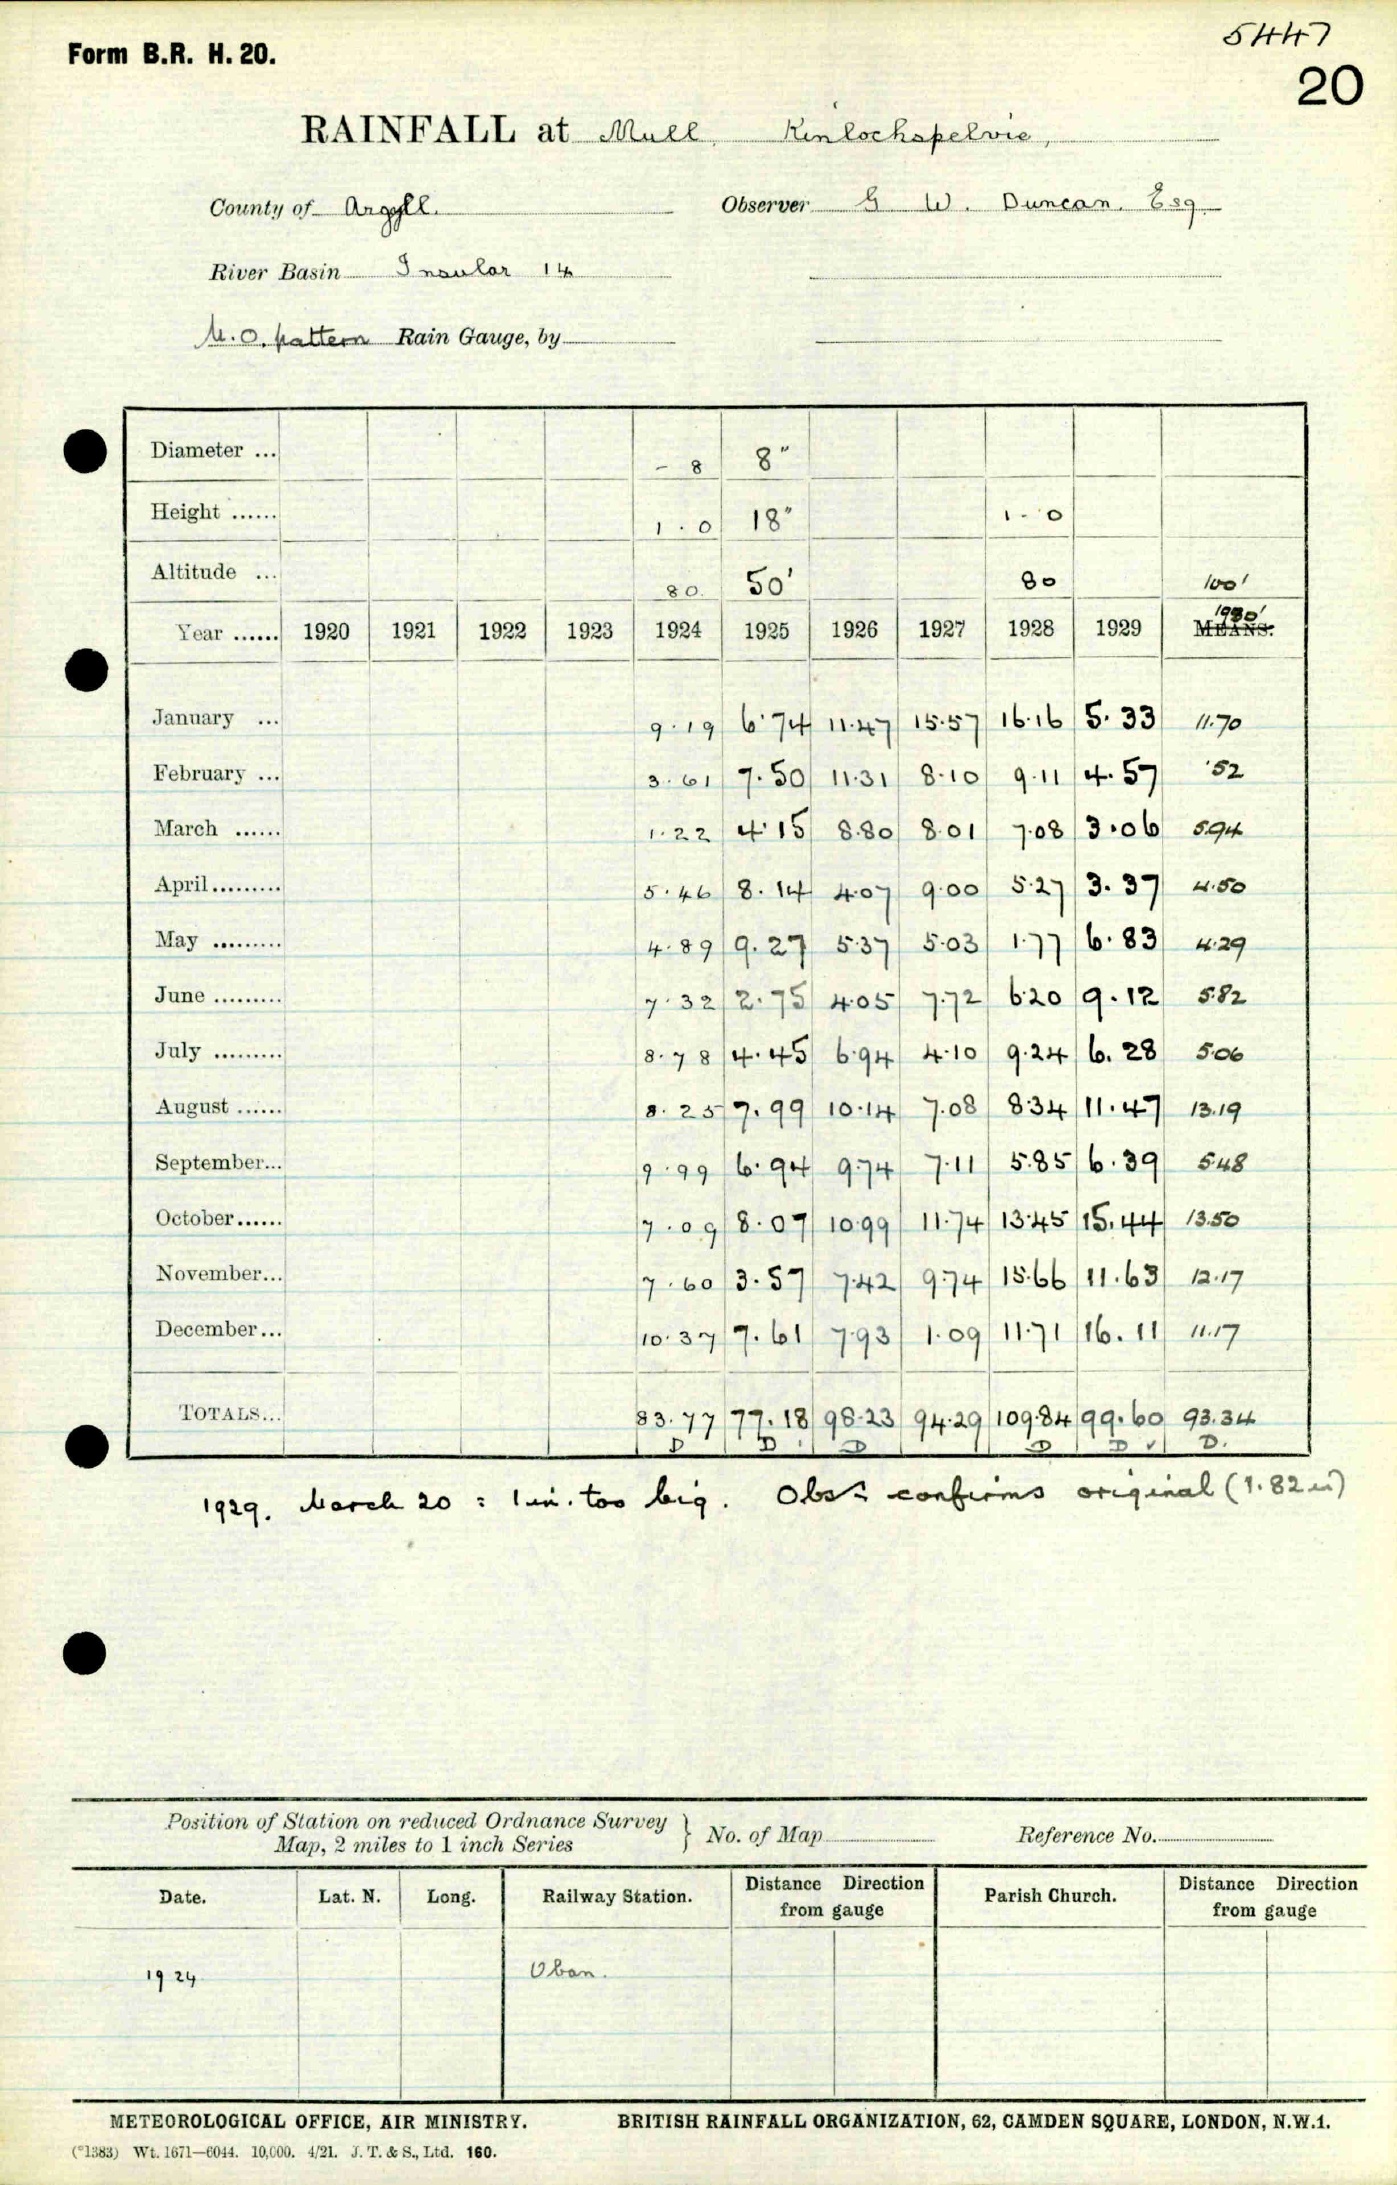 5447
Form B.R. H. 20.
20
RAINFALL at Mull, Kinlochspelvie,
County of Argyll. Observer G W. Duncan. Esq.
River Basin Insular 14
M.O. pattern Rain Gauge, by
Diameter ... - 8 8"
Height ...... 1 . 0 18" 1 - 0
Altitude ... 80. 50' 80 100'
1930'
Year ...... 1920 1921 1922 1923 1924 1925 1926 1927 1928 1929 MEANS.
January ... 9.19 6.74 11.47 15.57 16.16 5.33 11.70
February ... 3.61 7.50 11.31 8.10 9.11 4.57 .52
March ...... 1.22 4.15 8.80 8.01 7.08 3.06 5.94
April......... 5.46 8.14 4.07 9.00 5.27 3.37 4.50
May ......... 4.89 9.27 5.37 5.03 1.77 6.83 4.29
June ......... 7.32 2.75 4.05 7.72 6.20 9.12 5.82
July ......... 8.78 4.45 6.94 4.10 9.24 6.28 5.06
August ...... 8.25 7.99 10.14 7.08 8.34 11.47 13.19
September... 9.99 6.94 9.74 7.11 5.85 6.39 5.48
October...... 7.09 8.07 10.99 11.74 13.45 15.44 13.50
November... 7.60 3.57 7.42 9.74 15.66 11.63 12.17
December... 10.37 7.61 7.93 1.09 11.71 16.11 11.17
TOTALS... 83.77 77.18 98.23 94.29 109.84 99.60 93.34
D D D D D ✓ D.
1929. March 20 : 1 in. too big. Obsr confirms original (1.82 in)
Position of Station on reduced Ordnance Survey
Map, 2 miles to 1 inch Series } No. of Map Reference No.
Date. Lat. N. Long. Railway Station. Distance Direction from gauge Parish Church. Distance Direction from gauge
1924 Oban.
METEOROLOGICAL OFFICE, AIR MINISTRY. BRITISH RAINFALL ORGANIZATION, 62, CAMDEN SQUARE, LONDON, N.W.1.
(*1383) Wt. 1671—6044. 10,000. 4/21. J. T. & S., Ltd. 160.